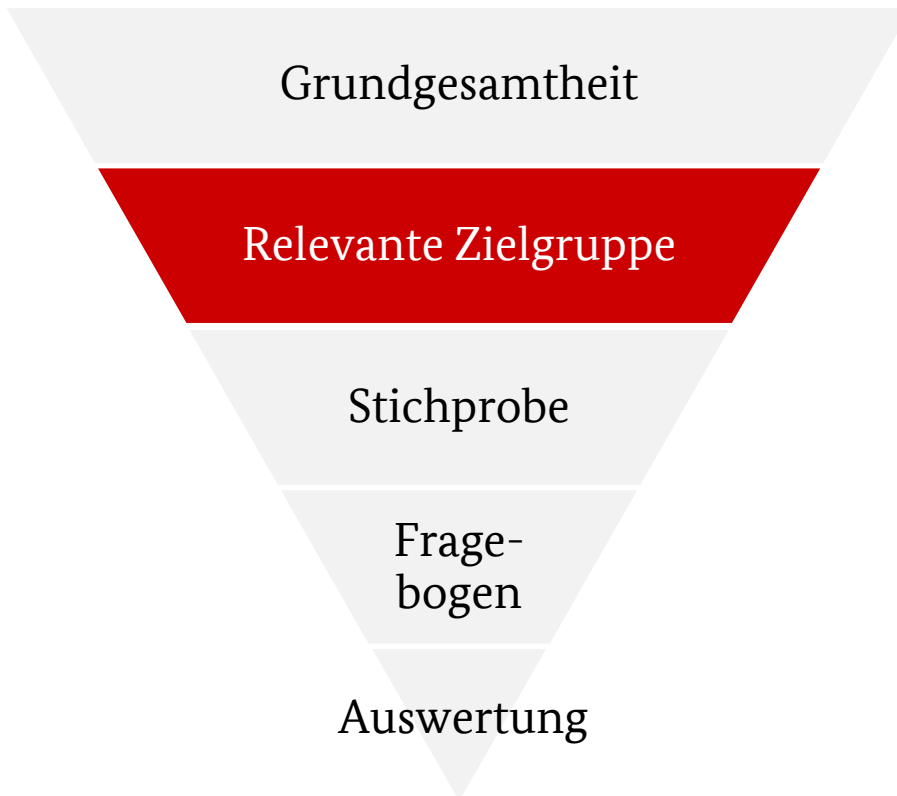 Grundgesamtheit
Relevante Zielgruppe
Stichprobe
Frage-
bogen
Auswertung